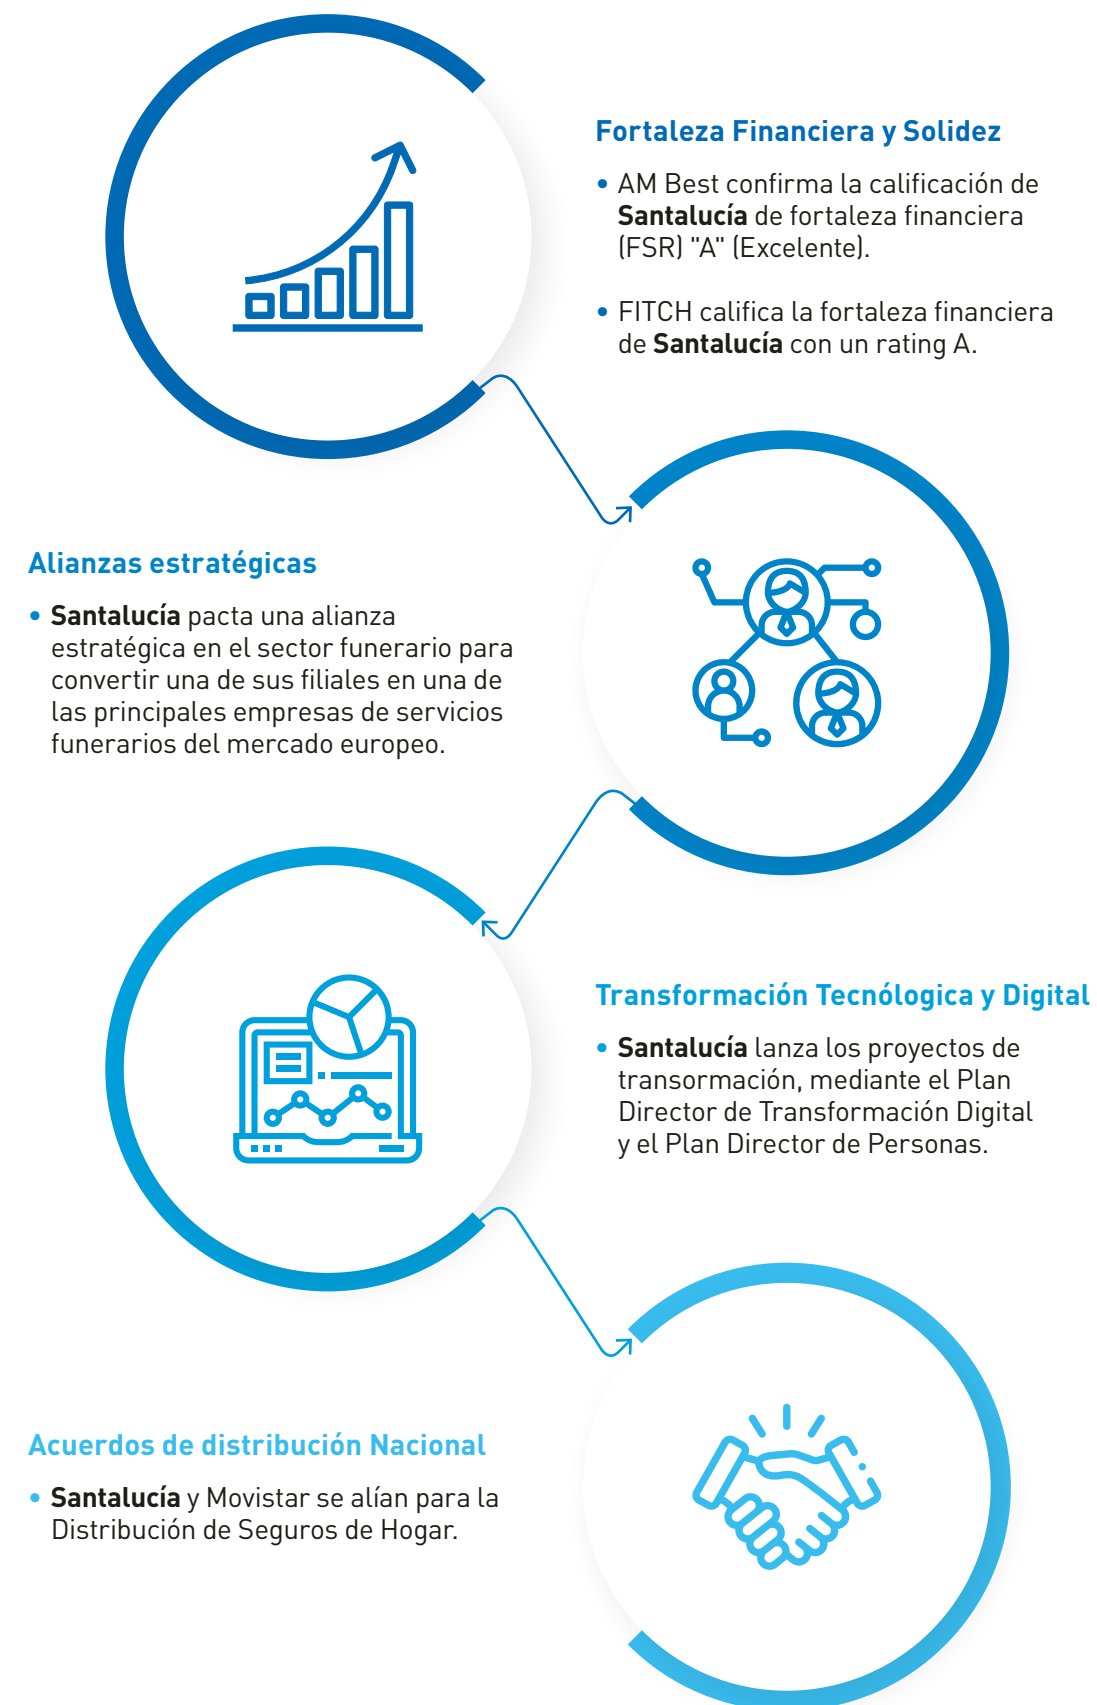 Fortaleza Financiera y Solidez
• AM Best confirma la calificación de
Santalucía de fortaleza financiera
(FSR) "A" (Excelente).
• FITCH califica la fortaleza financiera
de Santalucía con un rating A.
Alianzas estratégicas
• Santalucía pacta una alianza
estratégica en el sector funerario para
convertir una de sus filiales en una de
las principales empresas de servicios
funerarios del mercado europeo.
Transformación Tecnólogica y Digital
• Santalucía lanza los proyectos de
transormación, mediante el Plan
Director de Transformación Digital
y el Plan Director de Personas.
Acuerdos de distribución Nacional
• Santalucía y Movistar se alían para la
Distribución de Seguros de Hogar.